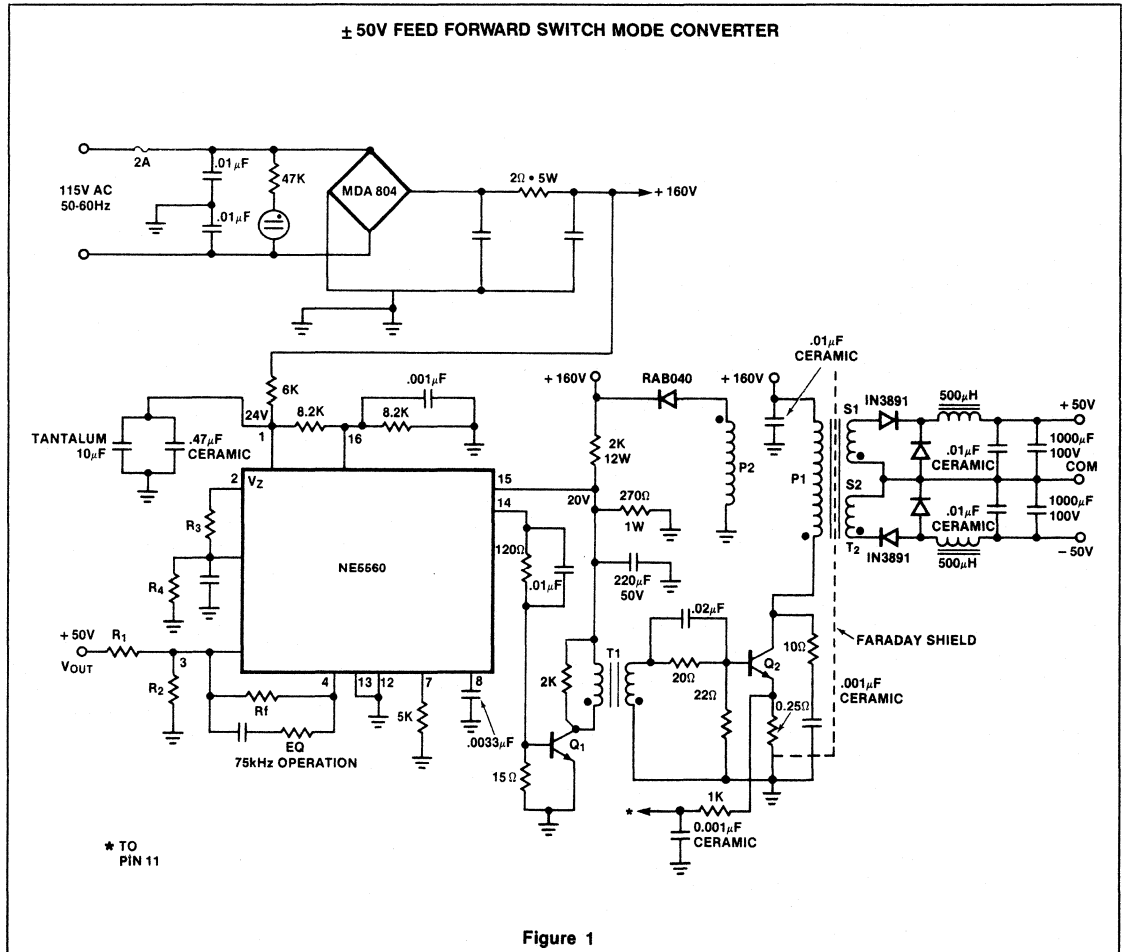 ± 50V FEED FORWARD SWITCH MODE CONVERTER
2A
.01µF
47K
115V AC
50-60Hz
.01µF
MDA 804
2Ω • 5W
+ 160V
6K
24V
1
8.2K
16
.001µF
8.2K
TANTALUM
10µF
.47µF
CERAMIC
2
VZ
R3
R4
+ 50V
VOUT
R1
3
R2
NE5560
15
14
4
13
12
7
8
Rf
EQ
75kHz OPERATION
5K
.0033µF
+ 160V
RAB040
2K
12W
P2
20V
270Ω
1W
120Ω
.01µF
220µF
50V
2K
T1
Q1
15Ω
.02µF
20Ω
22Ω
Q2
10Ω
0.25Ω
.001µF
CERAMIC
FARADAY SHIELD
*
1K
0.001µF
CERAMIC
+ 160V
.01µF
CERAMIC
P1
S1
IN3891
500µH
+ 50V
.01µF
CERAMIC
1000µF
100V
COM
S2
.01µF
CERAMIC
1000µF
100V
T2
IN3891
500µH
– 50V
* TO
PIN 11
Figure 1